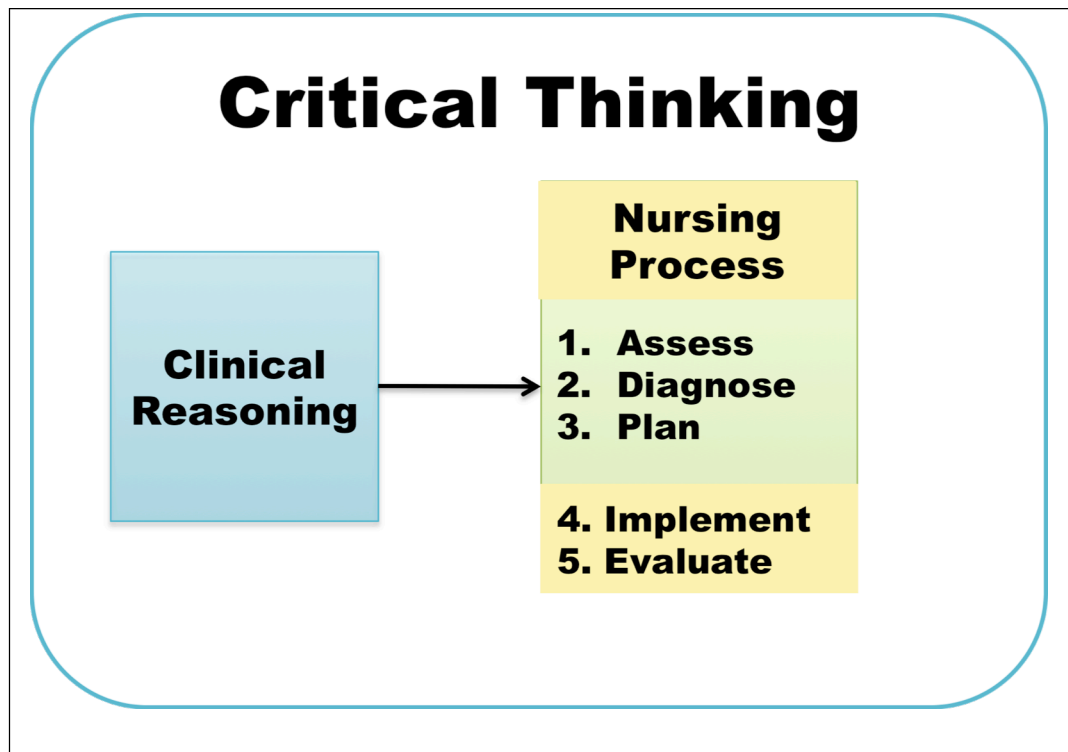 Critical Thinking
Clinical
Reasoning
Nursing
Process
1. Assess
2. Diagnose
3. Plan
4. Implement
5. Evaluate